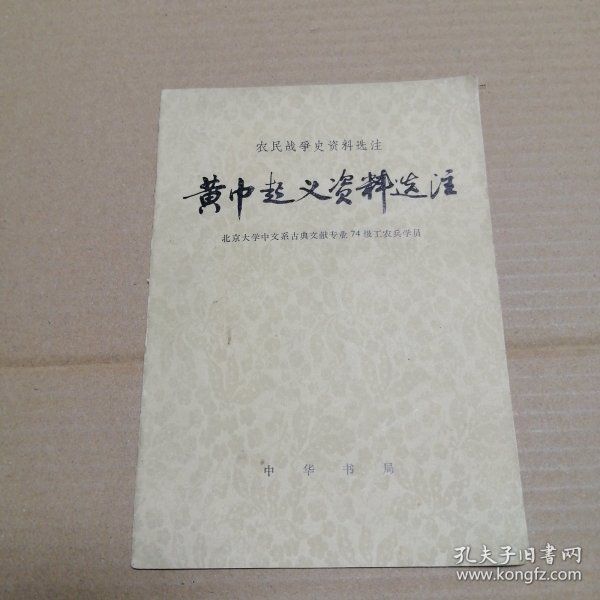 农民战争史资料选注
黄巾起义资料选注
北京大学中文系古典文献专业74级工农兵学员
中华书局
孔夫子旧书网
www.kongfz.com